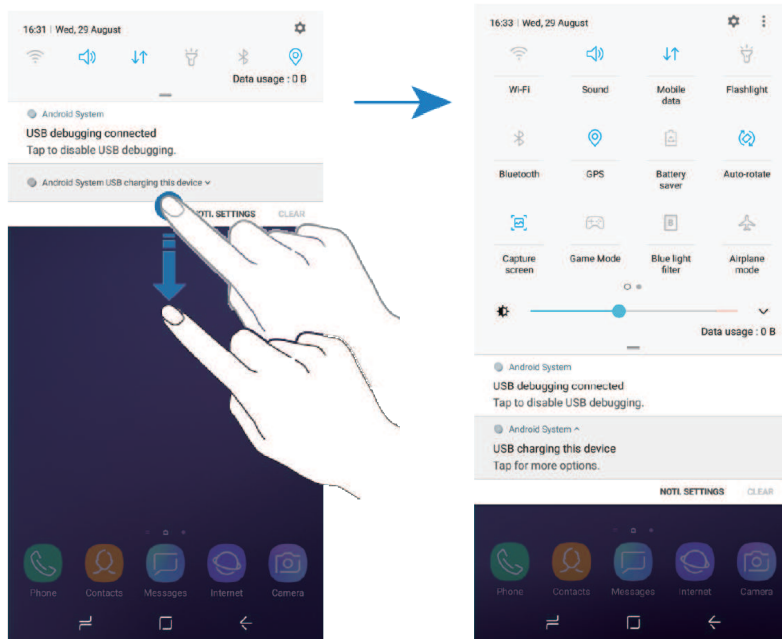 16:31 | Wed, 29 August
Data usage : 0 B
Android System
USB debugging connected
Tap to disable USB debugging.
Android System USB charging this device
NOTI. SETTINGS CLEAR
Phone Contacts Messages Internet Camera
16:33 | Wed, 29 August
Wi-Fi Sound Mobile data Flashlight
Bluetooth GPS Battery saver Auto-rotate
Capture screen Game Mode Blue light filter Airplane mode
Data usage : 0 B
Android System
USB debugging connected
Tap to disable USB debugging.
Android System
USB charging this device
Tap for more options.
NOTI. SETTINGS CLEAR
Phone Contacts Messages Internet Camera